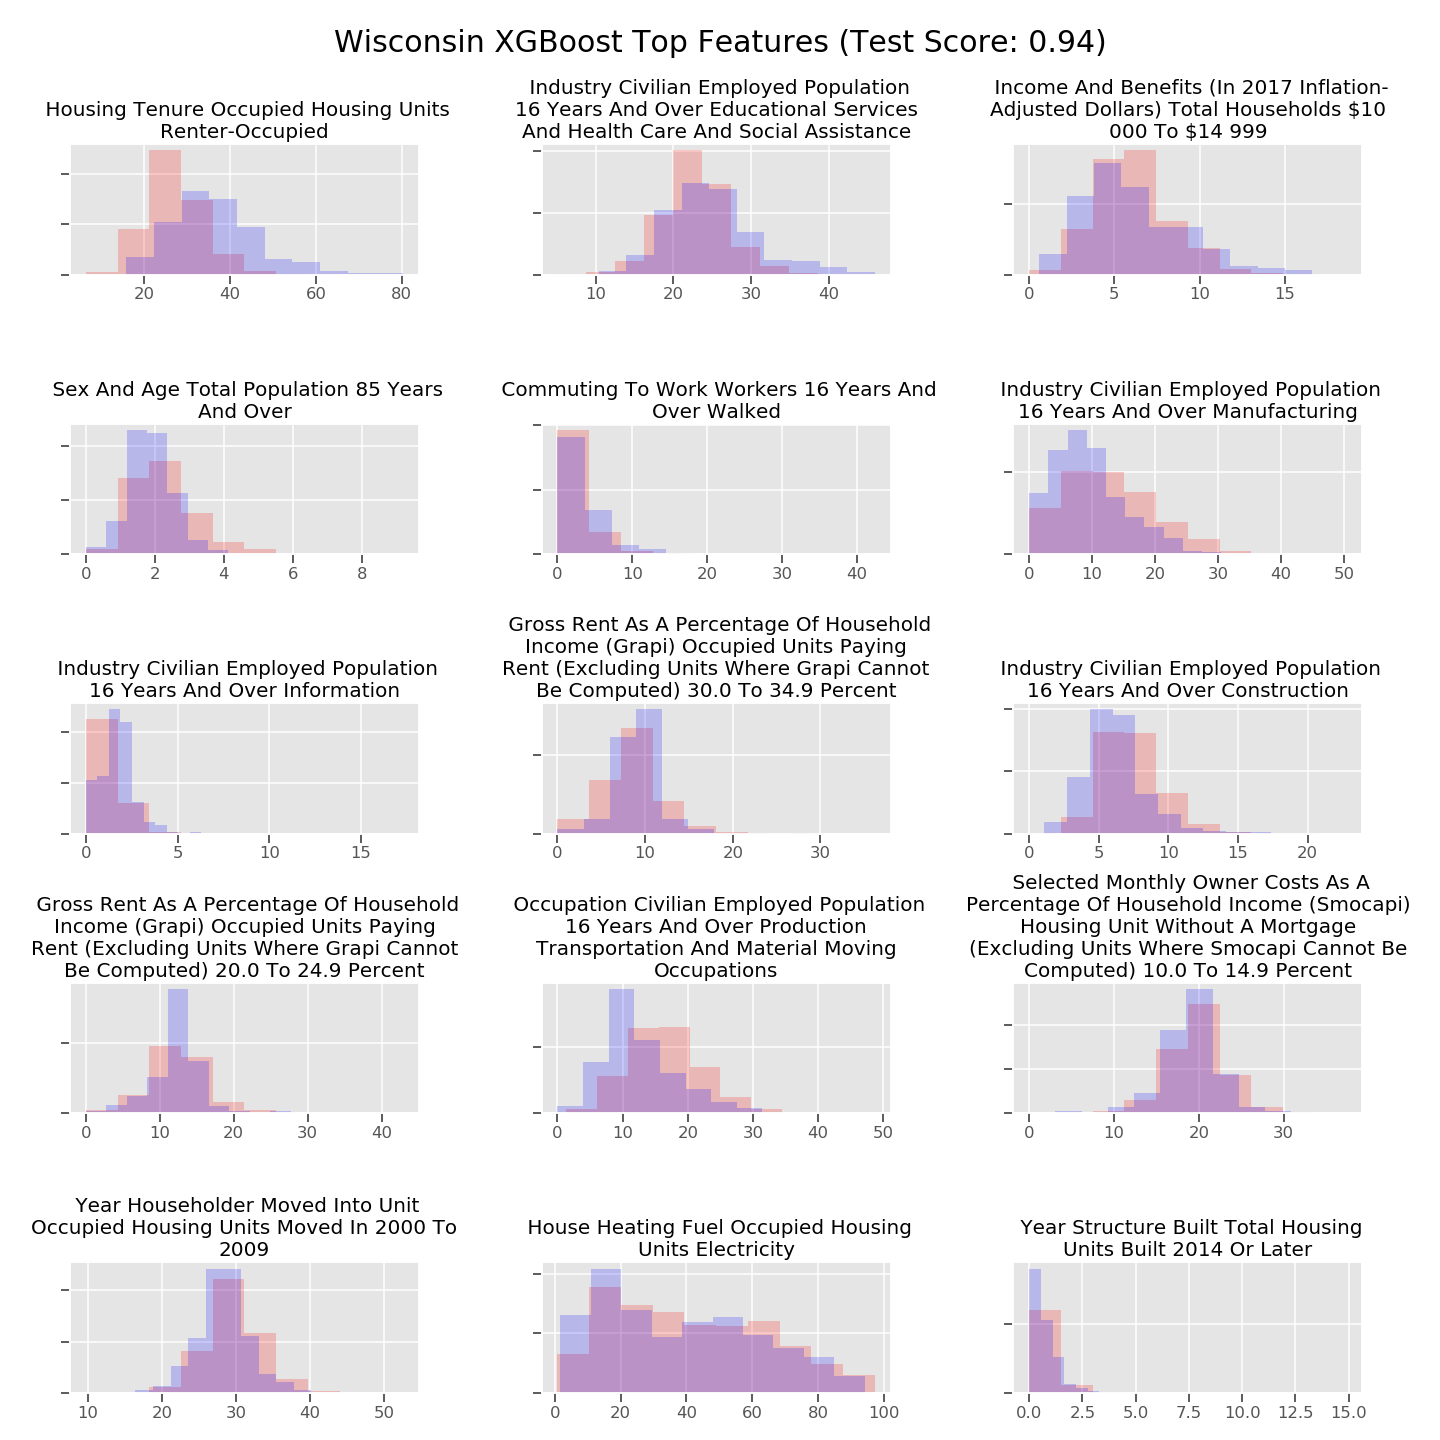 Wisconsin XGBoost Top Features (Test Score: 0.94)
Housing Tenure Occupied Housing Units
Renter-Occupied
20 40 60 80
Industry Civilian Employed Population
16 Years And Over Educational Services
And Health Care And Social Assistance
10 20 30 40
Income And Benefits (In 2017 Inflation-
Adjusted Dollars) Total Households $10
000 To $14 999
0 5 10 15
Sex And Age Total Population 85 Years
And Over
0 2 4 6 8
Commuting To Work Workers 16 Years And
Over Walked
0 10 20 30 40
Industry Civilian Employed Population
16 Years And Over Manufacturing
0 10 20 30 40 50
Industry Civilian Employed Population
16 Years And Over Information
0 5 10 15
Gross Rent As A Percentage Of Household
Income (Grapi) Occupied Units Paying
Rent (Excluding Units Where Grapi Cannot
Be Computed) 30.0 To 34.9 Percent
0 10 20 30
Industry Civilian Employed Population
16 Years And Over Construction
0 5 10 15 20
Gross Rent As A Percentage Of Household
Income (Grapi) Occupied Units Paying
Rent (Excluding Units Where Grapi Cannot
Be Computed) 20.0 To 24.9 Percent
0 10 20 30 40
Occupation Civilian Employed Population
16 Years And Over Production
Transportation And Material Moving
Occupations
0 10 20 30 40 50
Selected Monthly Owner Costs As A
Percentage Of Household Income (Smocapi)
Housing Unit Without A Mortgage
(Excluding Units Where Smocapi Cannot Be
Computed) 10.0 To 14.9 Percent
0 10 20 30
Year Householder Moved Into Unit
Occupied Housing Units Moved In 2000 To
2009
10 20 30 40 50
House Heating Fuel Occupied Housing
Units Electricity
0 20 40 60 80 100
Year Structure Built Total Housing
Units Built 2014 Or Later
0.0 2.5 5.0 7.5 10.0 12.5 15.0